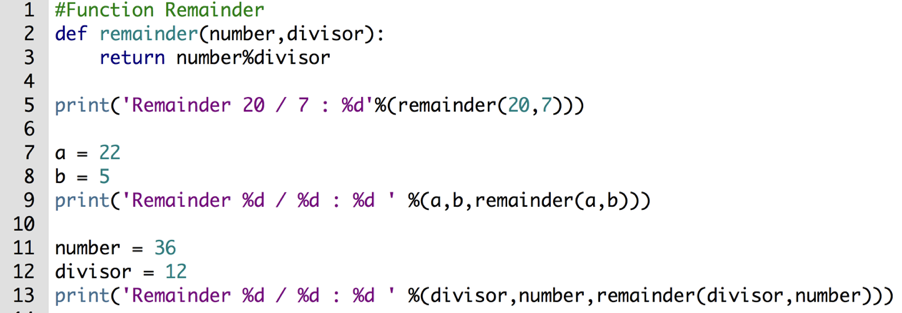 1 #Function Remainder
2 def remainder(number,divisor):
3     return number%divisor
4
5 print('Remainder 20 / 7 : %d'%(remainder(20,7)))
6
7 a = 22
8 b = 5
9 print('Remainder %d / %d : %d ' %(a,b,remainder(a,b)))
10
11 number = 36
12 divisor = 12
13 print('Remainder %d / %d : %d ' %(divisor,number,remainder(divisor,number)))